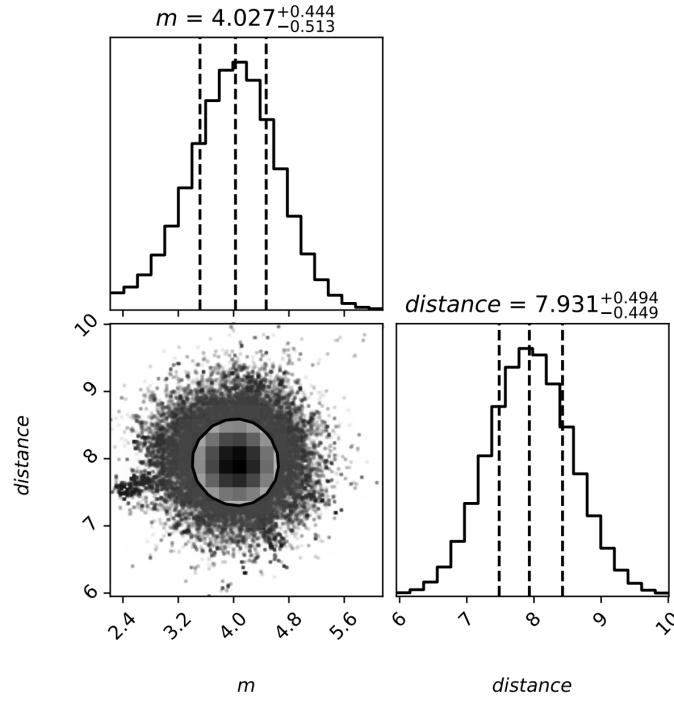 m = 4.027+0.444−0.513
distance = 7.931+0.494−0.449
distance
10
9
8
7
6
2.4 3.2 4.0 4.8 5.6
6 7 8 9 10
m
distance